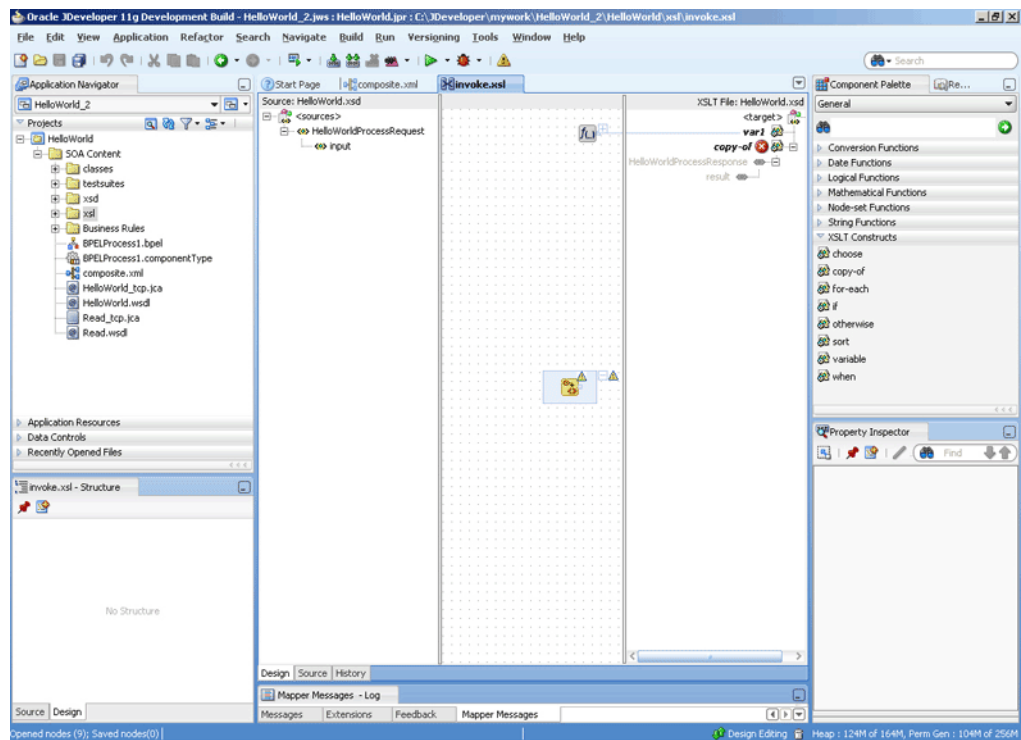 Oracle JDeveloper 11g Development Build - HelloWorld_2.jws : HelloWorld.jpr : C:\JDeveloper\mywork\HelloWorld_2\HelloWorld\xsl\invoke.xsl
File Edit View Application Refactor Search Navigate Build Run Versioning Tools Window Help
Search
Application Navigator
HelloWorld_2
Projects
HelloWorld
SOA Content
classes
testsuites
xsd
xsl
Business Rules
BPELProcess1.bpel
BPELProcess1.componentType
composite.xml
HelloWorld_tcp.jca
HelloWorld.wsdl
Read_tcp.jca
Read.wsdl
Application Resources
Data Controls
Recently Opened Files
invoke.xsl - Structure
No Structure
Source Design
Start Page composite.xml invoke.xsl
Source: HelloWorld.xsd
<sources>
HelloWorldProcessRequest
input
XSLT File: HelloWorld.xsd
<target>
var1
copy-of
HelloWorldProcessResponse
result
Design Source History
Mapper Messages - Log
Messages Extensions Feedback Mapper Messages
Component Palette Re...
General
Conversion Functions
Date Functions
Logical Functions
Mathematical Functions
Node-set Functions
String Functions
XSLT Constructs
choose
copy-of
for-each
if
otherwise
sort
variable
when
Property Inspector
Find
Opened nodes (9); Saved nodes(0)
Design Editing
Heap : 124M of 164M, Perm Gen : 104M of 256M